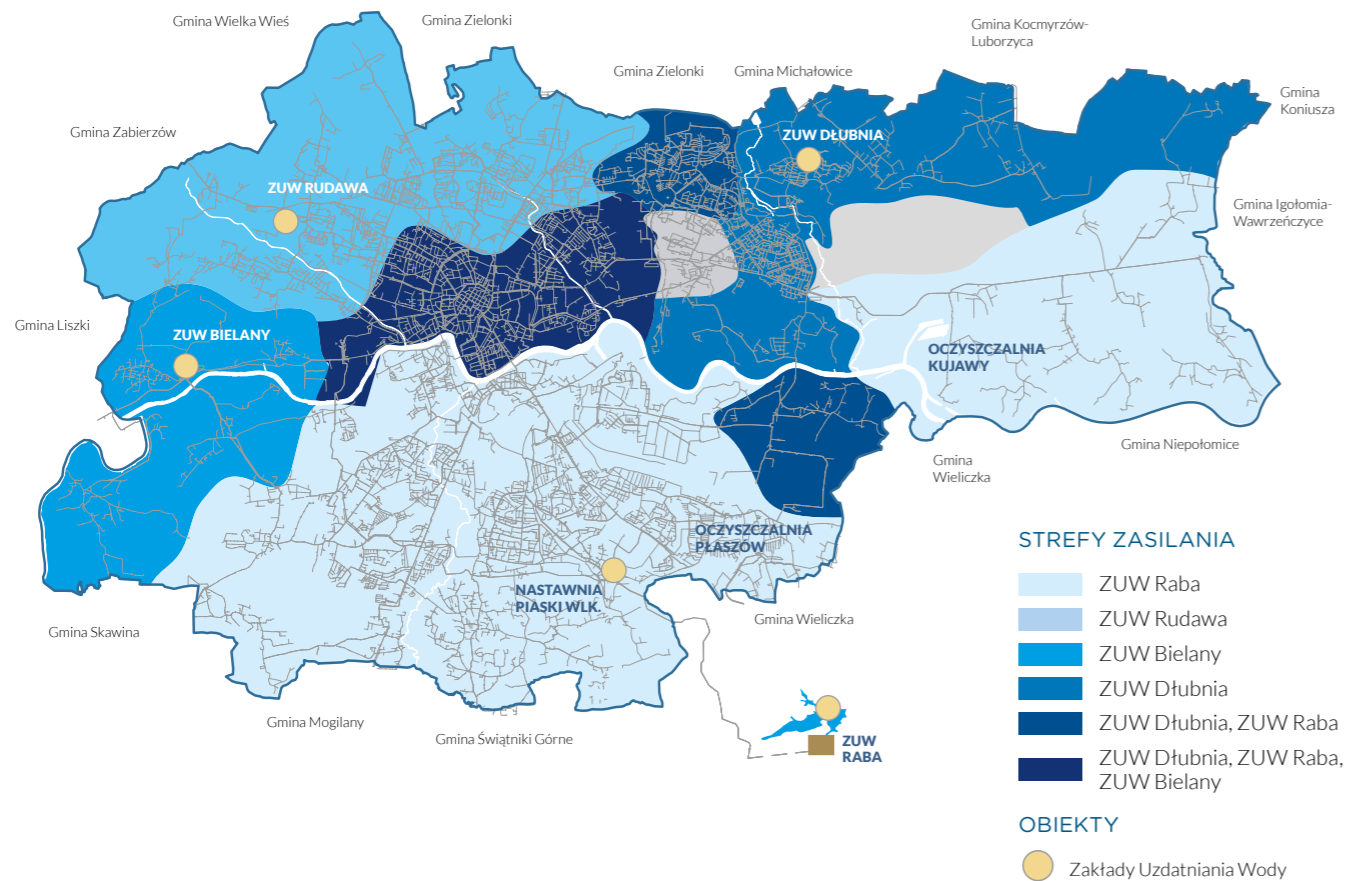 Gmina Wielka Wieś
Gmina Zielonki
Gmina Kocmyrzów-
Luborzyca
Gmina Zielonki
Gmina Michałowice
Gmina
Koniusza
Gmina Zabierzów
ZUW DŁUBNIA
ZUW RUDAWA
Gmina Igołomia-
Wawrzeńczyce
Gmina Liszki
ZUW BIELANY
OCZYSZCZALNIA
KUJAWY
Gmina Niepołomice
Gmina
Wieliczka
OCZYSZCZALNIA
PŁASZÓW
NASTAWNIA
PIASKI WLK.
Gmina Wieliczka
Gmina Skawina
Gmina Mogilany
Gmina Świątniki Górne
ZUW
RABA
STREFY ZASILANIA
ZUW Raba
ZUW Rudawa
ZUW Bielany
ZUW Dłubnia
ZUW Dłubnia, ZUW Raba
ZUW Dłubnia, ZUW Raba,
ZUW Bielany
OBIEKTY
Zakłady Uzdatniania Wody